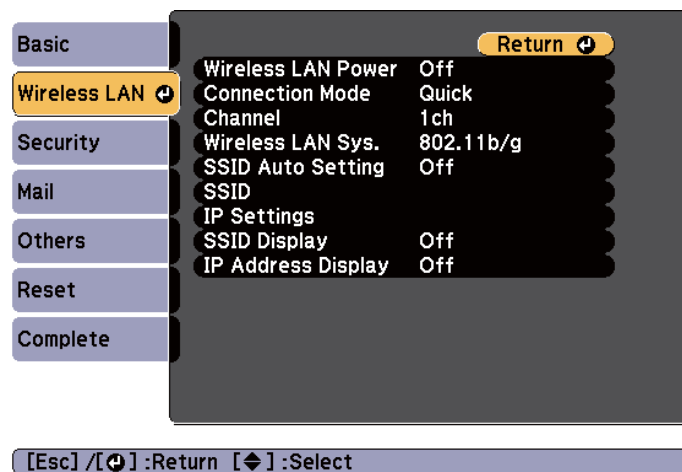 Basic
Wireless LAN
Security
Mail
Others
Reset
Complete
Return
Wireless LAN Power Off
Connection Mode Quick
Channel 1ch
Wireless LAN Sys. 802.11b/g
SSID Auto Setting Off
SSID
IP Settings
SSID Display Off
IP Address Display Off
[Esc] /[⏎] :Return [◆] :Select